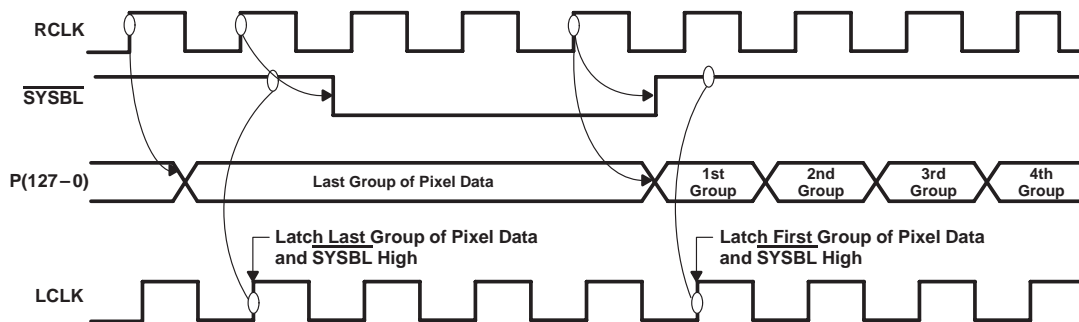 RCLK
SYSBL
P(127–0)
Last Group of Pixel Data
1st
Group
2nd
Group
3rd
Group
4th
Group
Latch Last Group of Pixel Data
and SYSBL High
Latch First Group of Pixel Data
and SYSBL High
LCLK